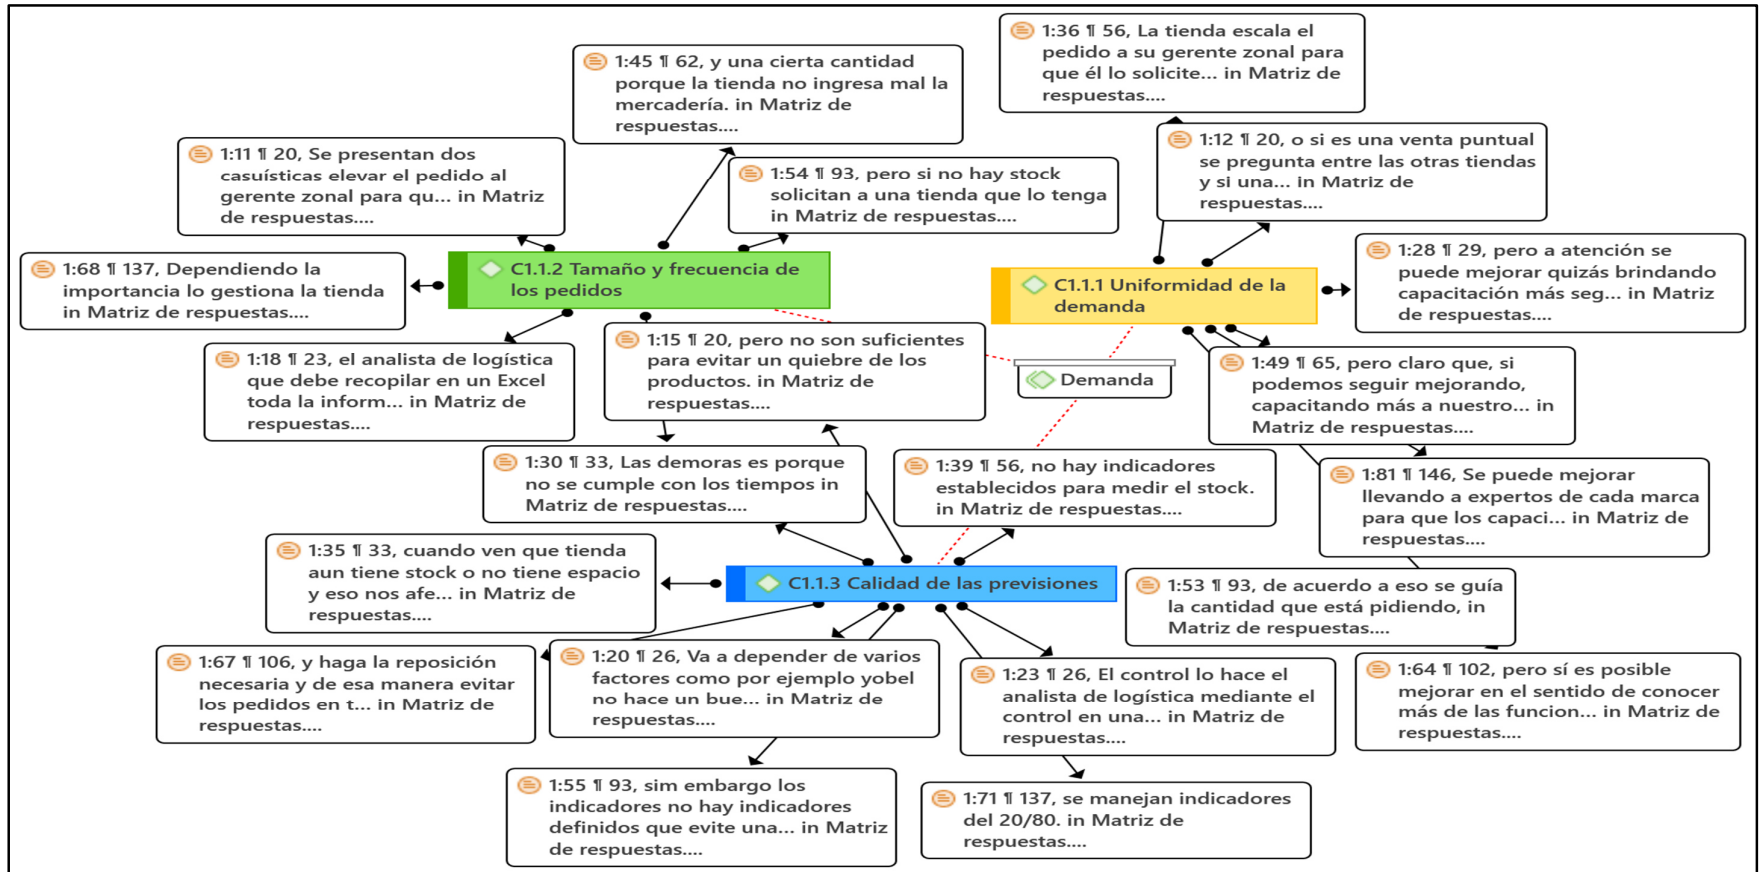 1:36 ¶ 56, La tienda escala el
pedido a su gerente zonal para
que él lo solicite... in Matriz de
respuestas....
1:45 ¶ 62, y una cierta cantidad
porque la tienda no ingresa mal la
mercadería. in Matriz de
respuestas....
1:12 ¶ 20, o si es una venta puntual
se pregunta entre las otras tiendas
y si una... in Matriz de
respuestas....
1:11 ¶ 20, Se presentan dos
casuísticas elevar el pedido al
gerente zonal para qu... in Matriz
de respuestas....
1:54 ¶ 93, pero si no hay stock
solicitan a una tienda que lo tenga
in Matriz de respuestas....
1:68 ¶ 137, Dependiendo la
importancia lo gestiona la tienda
in Matriz de respuestas....
C1.1.2 Tamaño y frecuencia de
los pedidos
C1.1.1 Uniformidad de la
demanda
1:28 ¶ 29, pero a atención se
puede mejorar quizás brindando
capacitación más seg... in Matriz
de respuestas....
1:18 ¶ 23, el analista de logística
que debe recopilar en un Excel
toda la inform... in Matriz de
respuestas....
1:15 ¶ 20, pero no son suficientes
para evitar un quiebre de los
productos. in Matriz de
respuestas....
Demanda
1:49 ¶ 65, pero claro que, si
podemos seguir mejorando,
capacitando más a nuestro... in
Matriz de respuestas....
1:30 ¶ 33, Las demoras es porque
no se cumple con los tiempos in
Matriz de respuestas....
1:39 ¶ 56, no hay indicadores
establecidos para medir el stock.
in Matriz de respuestas....
1:81 ¶ 146, Se puede mejorar
llevando a expertos de cada marca
para que los capaci... in Matriz de
respuestas....
1:35 ¶ 33, cuando ven que tienda
aun tiene stock o no tiene espacio
y eso nos afe... in Matriz de
respuestas....
C1.1.3 Calidad de las previsiones
1:53 ¶ 93, de acuerdo a eso se guía
la cantidad que está pidiendo, in
Matriz de respuestas....
1:67 ¶ 106, y haga la reposición
necesaria y de esa manera evitar
los pedidos en t... in Matriz de
respuestas....
1:20 ¶ 26, Va a depender de varios
factores como por ejemplo yobel
no hace un bue... in Matriz de
respuestas....
1:23 ¶ 26, El control lo hace el
analista de logística mediante el
control en una... in Matriz de
respuestas....
1:64 ¶ 102, pero sí es posible
mejorar en el sentido de conocer
más de las funcion... in Matriz de
respuestas....
1:55 ¶ 93, sim embargo los
indicadores no hay indicadores
definidos que evite una... in Matriz
de respuestas....
1:71 ¶ 137, se manejan indicadores
del 20/80. in Matriz de
respuestas....